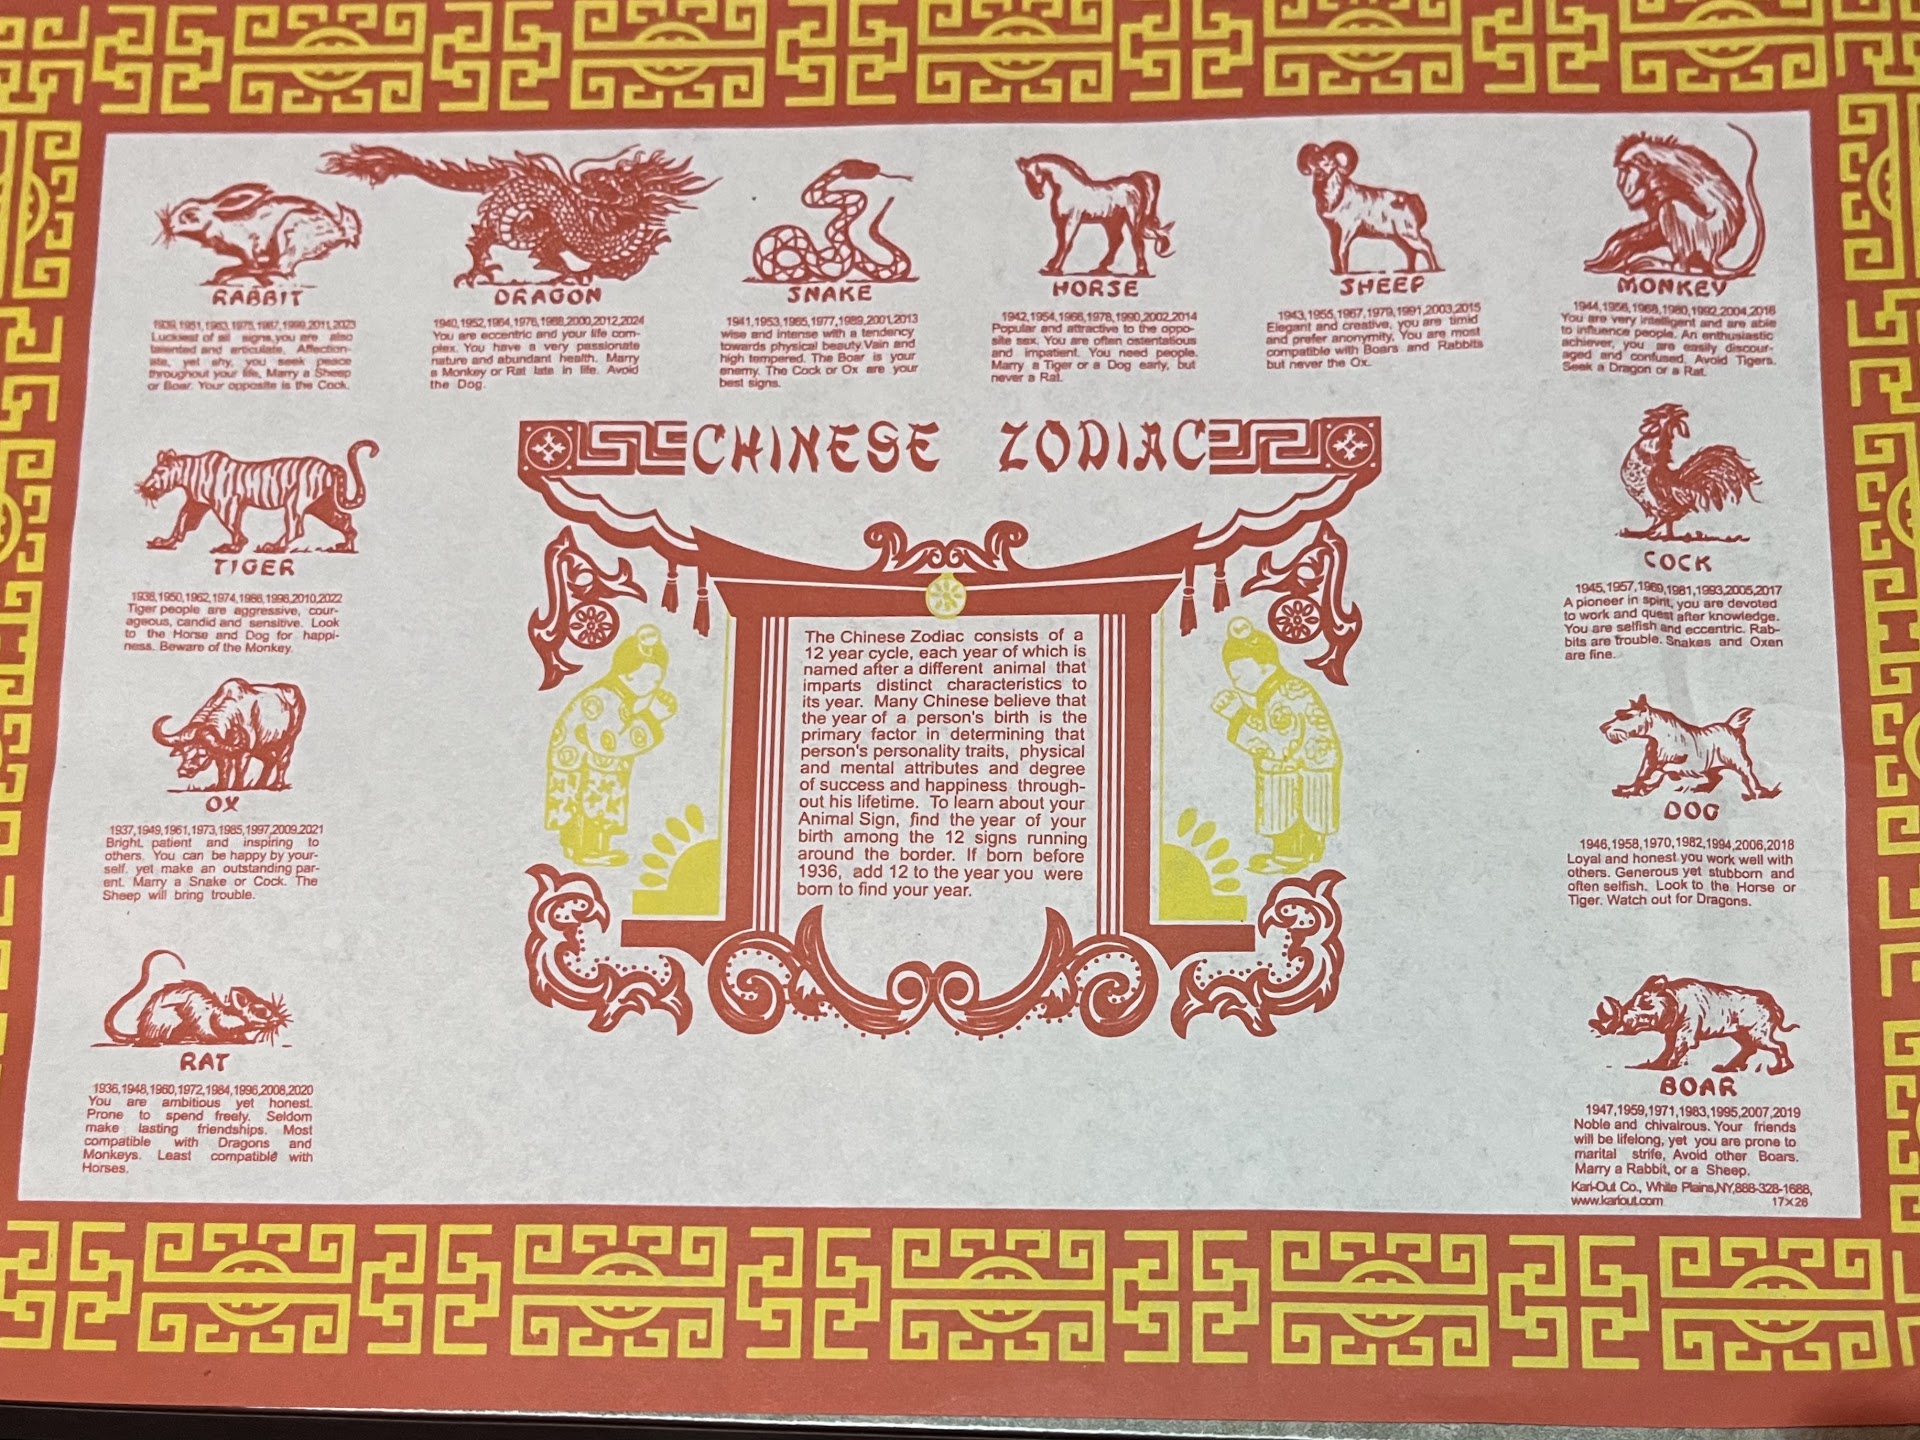 RABBIT
1939,1951,1963,1975,1987,1999,2011,2023
Luckiest of all signs, you are also
talented and articulate. Affection-
ate, yet shy, you seek peace
throughout your life, Marry a Sheep
or Boar. Your opposite is the Cock.
DRAGON
1940,1952,1964,1976,1988,2000,2012,2024
You are eccentric and your life com-
plex. You have a very passionate
nature and abundant health. Marry
a Monkey or Rat late in life. Avoid
the Dog.
SNAKE
1941,1953,1965,1977,1989,2001,2013
wise and intense with a tendency
towards physical beauty. Vain and
high tempered. The Boar is your
enemy. The Cock or Ox are your
best signs.
HORSE
1942,1954,1966,1978,1990,2002,2014
Popular and attractive to the oppo-
site sex. You are often ostentatious
and impatient. You need people.
Marry a Tiger or a Dog early, but
never a Rat.
SHEEP
1943,1955,1967,1979,1991,2003,2015
Elegant and creative, you are timid
and prefer anonymity. You are most
compatible with Boars and Rabbits
but never the Ox.
MONKEY
1944,1956,1968,1980,1992,2004,2016
You are very intelligent and are able
to influence people. An enthusiastic
achiever, you are easily discour-
aged and confused. Avoid Tigers.
Seek a Dragon or a Rat.
CHINESE ZODIAC
TIGER
1938,1950,1962,1974,1986,1998,2010,2022
Tiger people are aggressive, cour-
ageous, candid and sensitive. Look
to the Horse and Dog for happi-
ness. Beware of the Monkey.
COCK
1945,1957,1969,1981,1993,2005,2017
A pioneer in spirit, you are devoted
to work and quest after knowledge.
You are selfish and eccentric. Rab-
bits are trouble. Snakes and Oxen
are fine.
The Chinese Zodiac consists of a
12 year cycle, each year of which is
named after a different animal that
imparts distinct characteristics to
its year. Many Chinese believe that
the year of a person's birth is the
primary factor in determining that
person's personality traits, physical
and mental attributes and degree
of success and happiness through-
out his lifetime. To learn about your
Animal Sign, find the year of your
birth among the 12 signs running
around the border. If born before
1936, add 12 to the year you were
born to find your year.
OX
1937,1949,1961,1973,1985,1997,2009,2021
Bright, patient and inspiring to
others. You can be happy by your-
self, yet make an outstanding par-
ent. Marry a Snake or Cock. The
Sheep will bring trouble.
DOG
1946,1958,1970,1982,1994,2006,2018
Loyal and honest you work well with
others. Generous yet stubborn and
often selfish. Look to the Horse or
Tiger. Watch out for Dragons.
RAT
1936,1948,1960,1972,1984,1996,2008,2020
You are ambitious yet honest.
Prone to spend freely. Seldom
make lasting friendships. Most
compatible with Dragons and
Monkeys. Least compatible with
Horses.
BOAR
1947,1959,1971,1983,1995,2007,2019
Noble and chivalrous. Your friends
will be lifelong, yet you are prone to
marital strife, Avoid other Boars.
Marry a Rabbit, or a Sheep.
Kari-Out Co., White Plains,NY,888-328-1688,
www.kariout.com 17×26